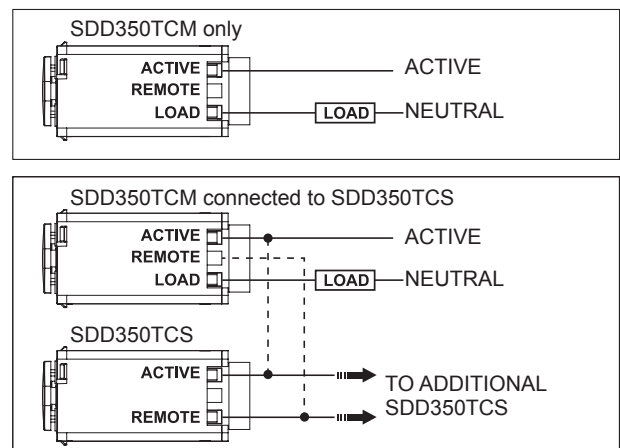 SDD350TCM only
ACTIVE
ACTIVE
REMOTE
LOAD
LOAD
NEUTRAL
SDD350TCM connected to SDD350TCS
ACTIVE
ACTIVE
REMOTE
LOAD
LOAD
NEUTRAL
SDD350TCS
ACTIVE
REMOTE
TO ADDITIONAL
SDD350TCS